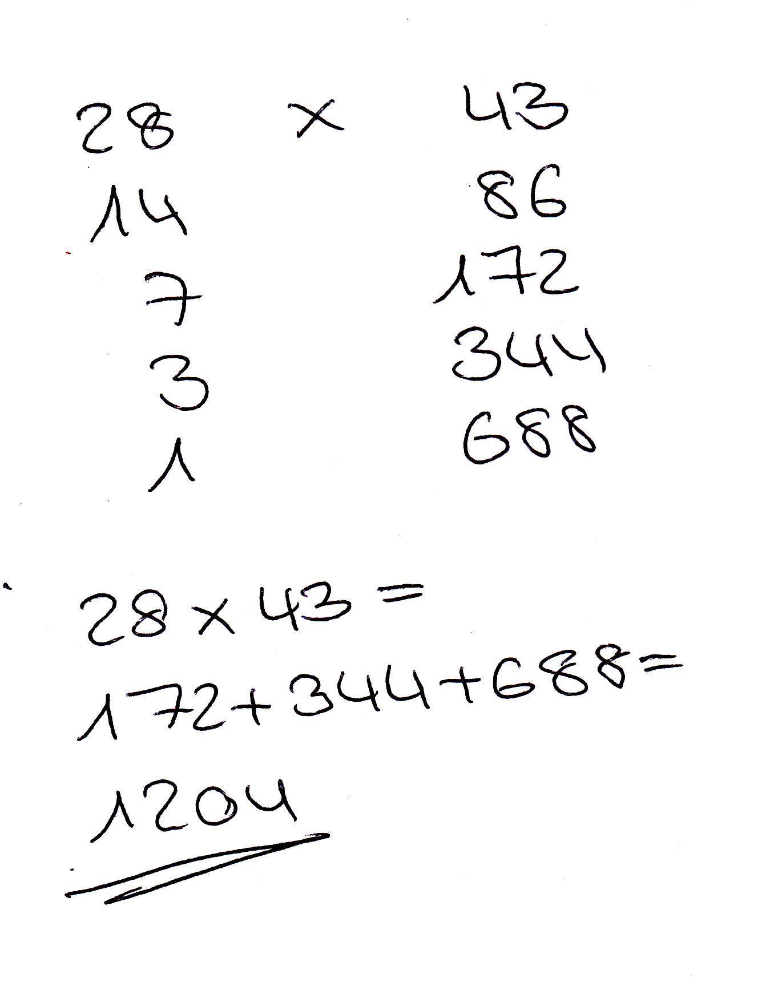 28 × 43
14 86
7 172
3 344
1 688
28 × 43 =
172 + 344 + 688 =
1204